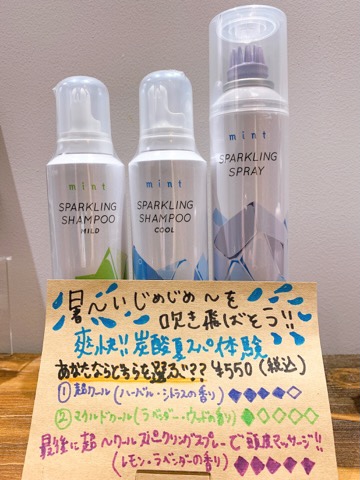 mint
SPARKLING
SHAMPOO
MILD
mint
SPARKLING
SHAMPOO
COOL
mint
SPARKLING
SPRAY
暑〜いじめじめ〜を
吹き飛ばそう!!
爽快!!炭酸夏スパ体験
あなたならどちらを選ぶ??? ¥550(税込)
①超クール(ハーバル・シトラスの香り)◆◆◆◆◇
②マイルドクール(ラベンダー・ウッドの香り)◆◇◇◇◇
最後に超〜クールスパークリングスプレーで頭皮マッサージ!!
(レモン・ラベンダーの香り)◆◆◆◆◆